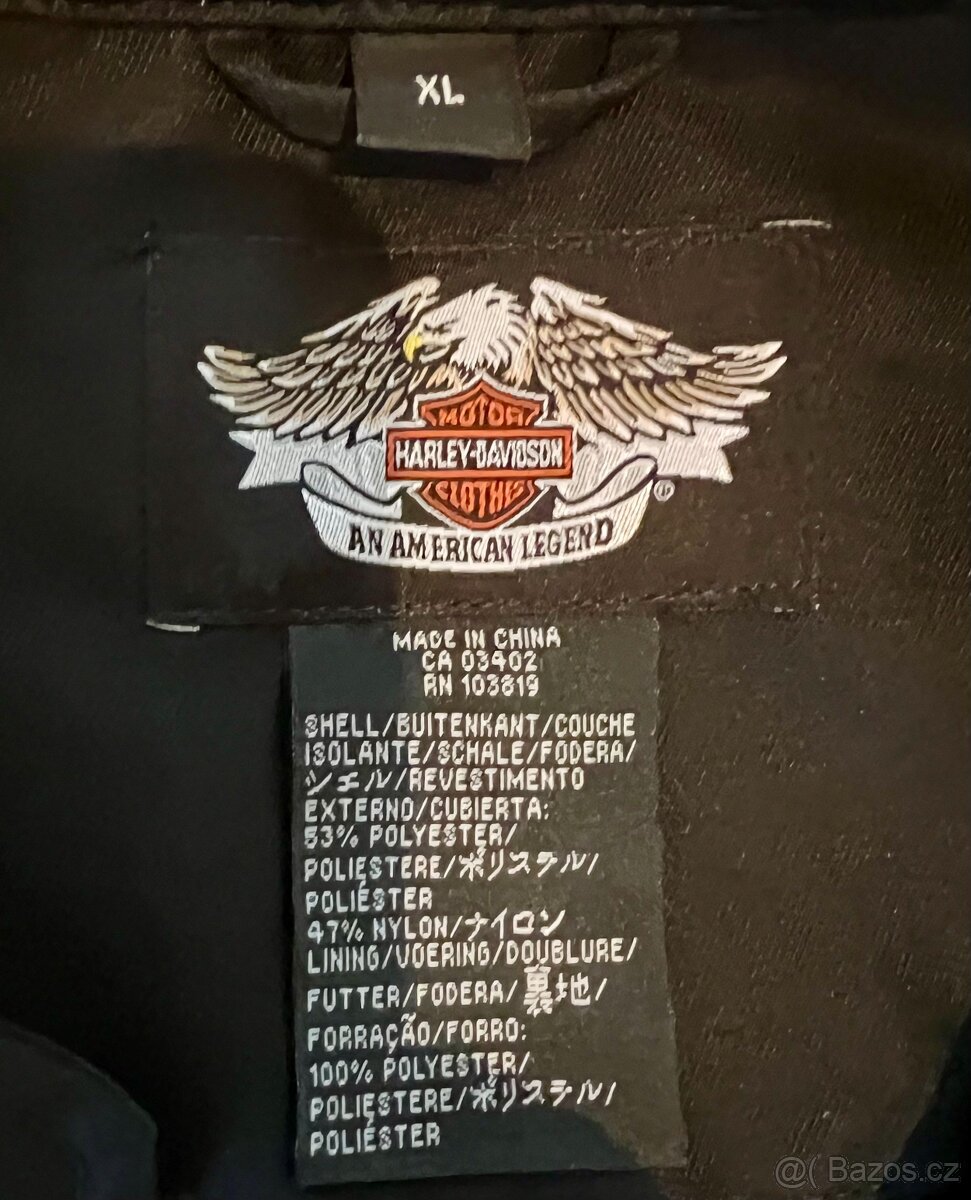 XL
MOTOR
HARLEY-DAVIDSON
CLOTHES
®
AN AMERICAN LEGEND
MADE IN CHINA
CA 03402
RN 103819
SHELL/BUITENKANT/COUCHE
ISOLANTE/SCHALE/FODERA/
シェル/REVESTIMENTO
EXTERNO/CUBIERTA:
53% POLYESTER/
POLIESTERE/ポリエステル/
POLIÉSTER
47% NYLON/ナイロン
LINING/VOERING/DOUBLURE/
FUTTER/FODERA/裏地/
FORRAÇÃO/FORRO:
100% POLYESTER/
POLIESTERE/ポリエステル/
POLIÉSTER
@( Bazos.cz